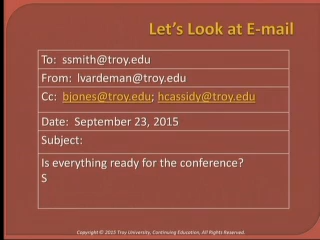 Let's Look at E-mail
To: ssmith@troy.edu
From: lvardeman@troy.edu
Cc: bjones@troy.edu; hcassidy@troy.edu
Date: September 23, 2015
Subject:
Is everything ready for the conference?
S
Copyright © 2015 Troy University, Continuing Education, All Rights Reserved.